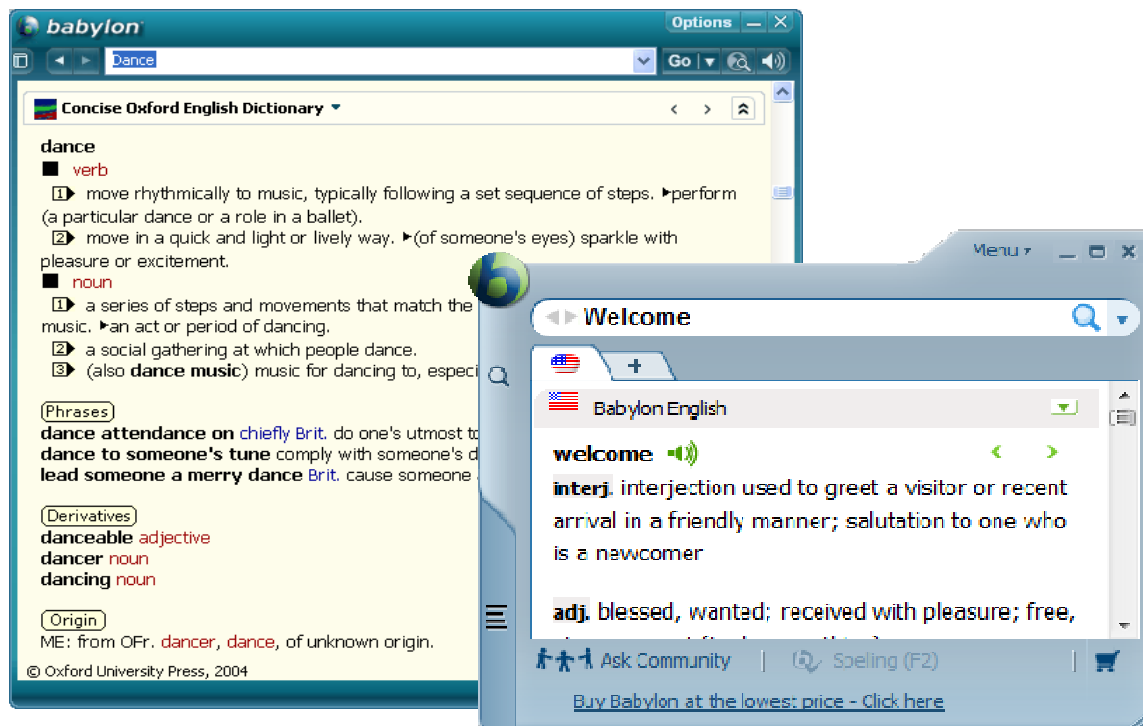 babylon
Options
Dance
Go
Concise Oxford English Dictionary
dance
verb
1 move rhythmically to music, typically following a set sequence of steps. ▶perform
(a particular dance or a role in a ballet).
2 move in a quick and light or lively way. ▶(of someone's eyes) sparkle with
pleasure or excitement.
noun
1 a series of steps and movements that match the
music. ▶an act or period of dancing.
2 a social gathering at which people dance.
3 (also dance music) music for dancing to, especi
Phrases
dance attendance on chiefly Brit. do one's utmost to
dance to someone's tune comply with someone's d
lead someone a merry dance Brit. cause someone
Derivatives
danceable adjective
dancer noun
dancing noun
Origin
ME: from OFr. dancer, dance, of unknown origin.
© Oxford University Press, 2004
Menu
Welcome
+
Babylon English
welcome
interj. interjection used to greet a visitor or recent
arrival in a friendly manner; salutation to one who
is a newcomer
adj. blessed, wanted; received with pleasure; free,
Ask Community | Speling (F2) |
Buy Babylon at the lowest price - Click here